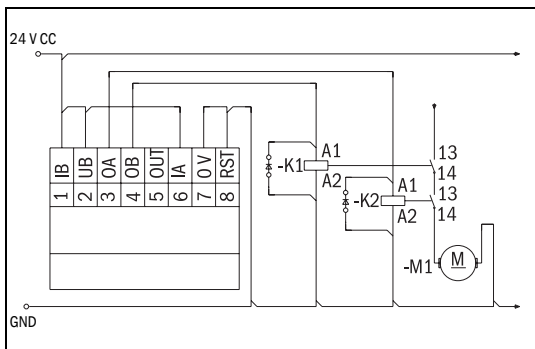 24 V CC
1 IB
2 UB
3 OA
4 OB
5 OUT
6 IA
7 0 V
8 RST
-K1
A1
A2
13
14
-K2
A1
A2
13
14
-M1
M
GND